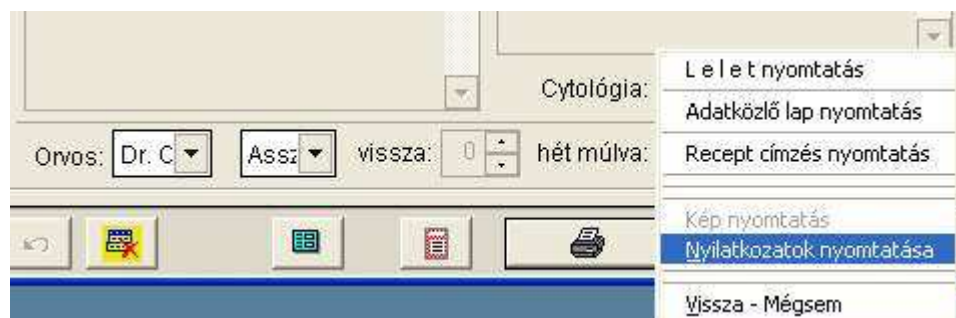 L e l e t nyomtatás
Cytológia:
Adatközlő lap nyomtatás
Orvos: Dr. C Assz vissza: 0 hét múlva:
Recept címzés nyomtatás
Kép nyomtatás
Nyilatkozatok nyomtatása
Vissza - Mégsem